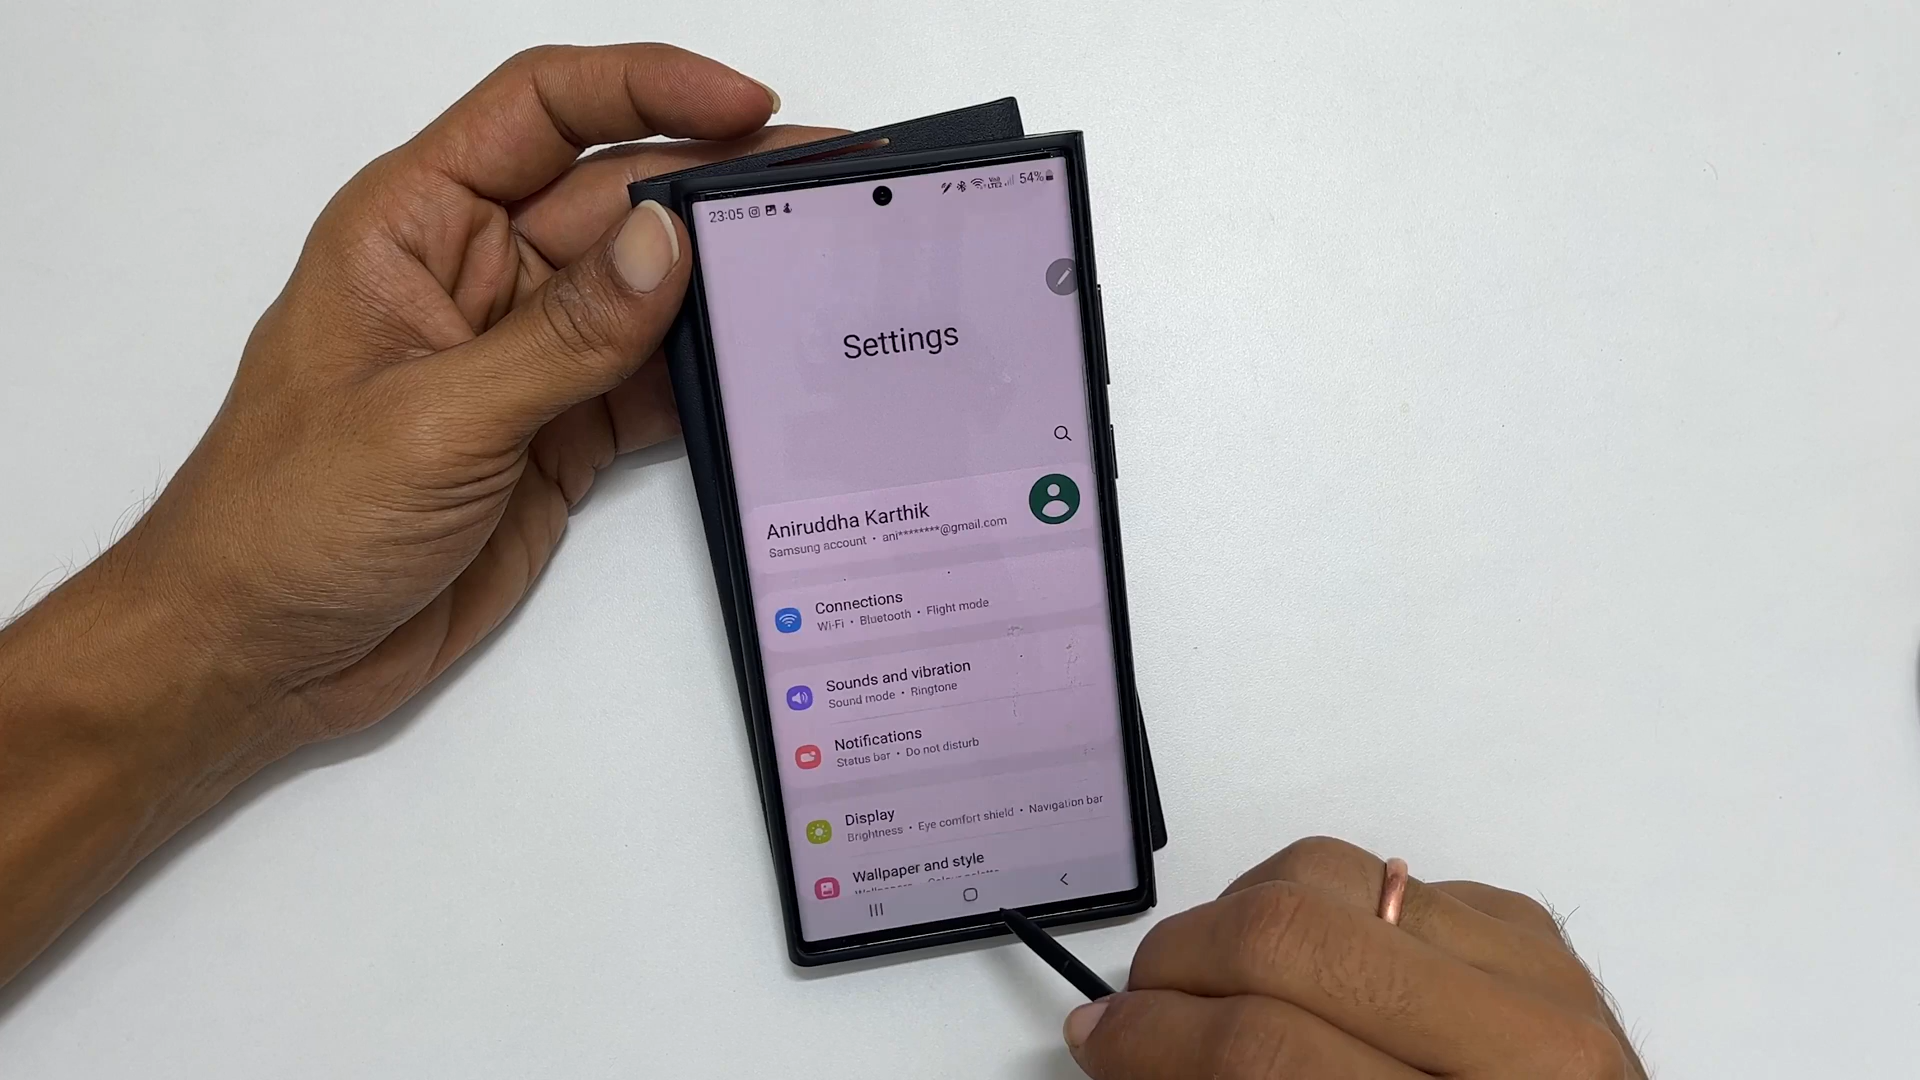 23:05
VoLTE2 54%
Settings
Aniruddha Karthik
Samsung account • ani********@gmail.com
Connections
Wi-Fi • Bluetooth • Flight mode
Sounds and vibration
Sound mode • Ringtone
Notifications
Status bar • Do not disturb
Display
Brightness • Eye comfort shield • Navigation bar
Wallpaper and style